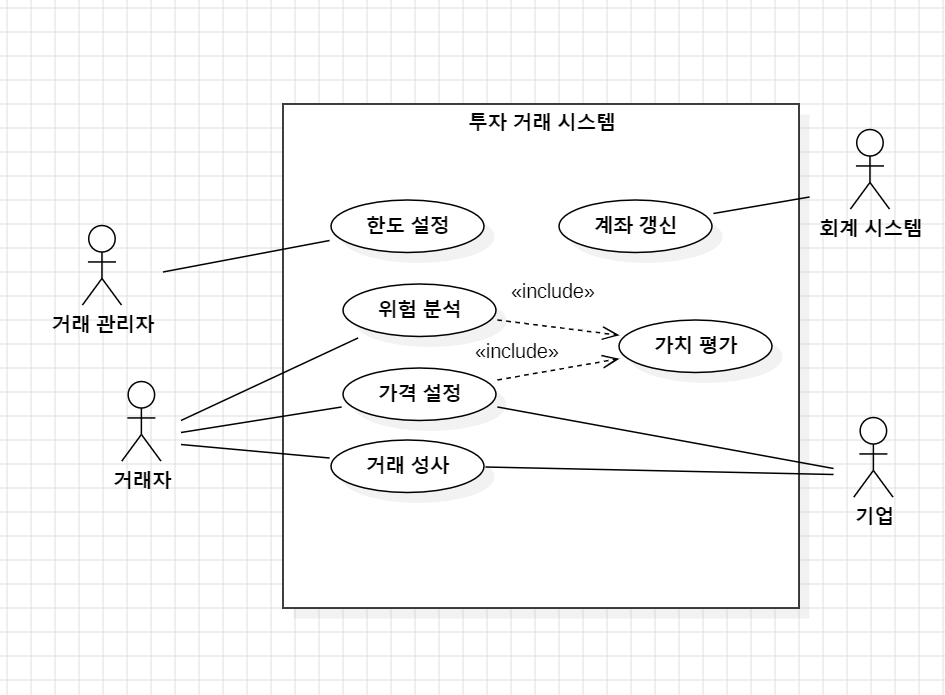 투자 거래 시스템
한도 설정
계좌 갱신
회계 시스템
거래 관리자
위험 분석
«include»
가치 평가
«include»
가격 설정
거래자
거래 성사
기업